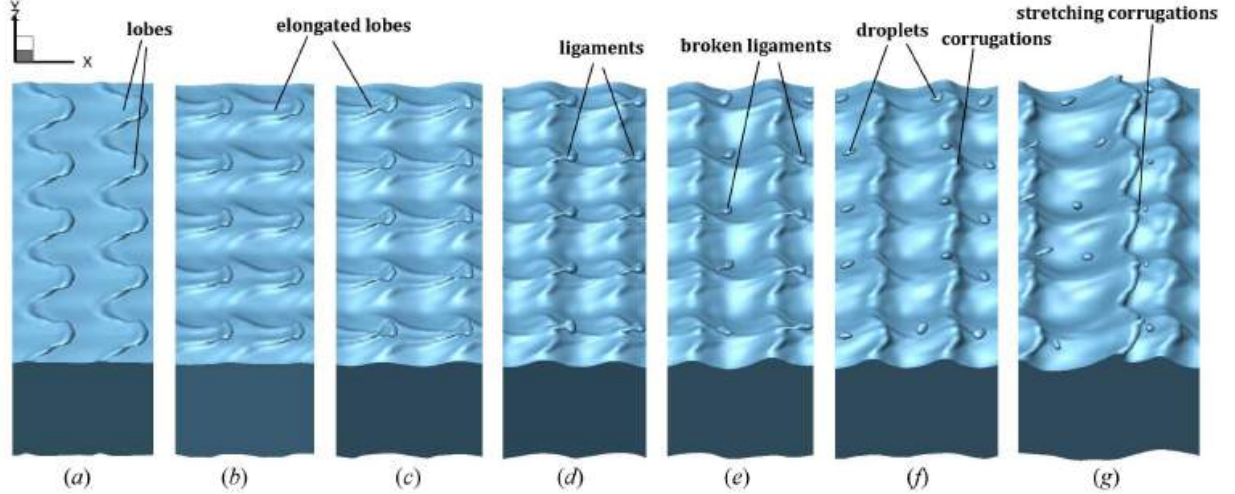 Y
Z
X
lobes
elongated lobes
ligaments
broken ligaments
droplets
corrugations
stretching corrugations
(a)
(b)
(c)
(d)
(e)
(f)
(g)